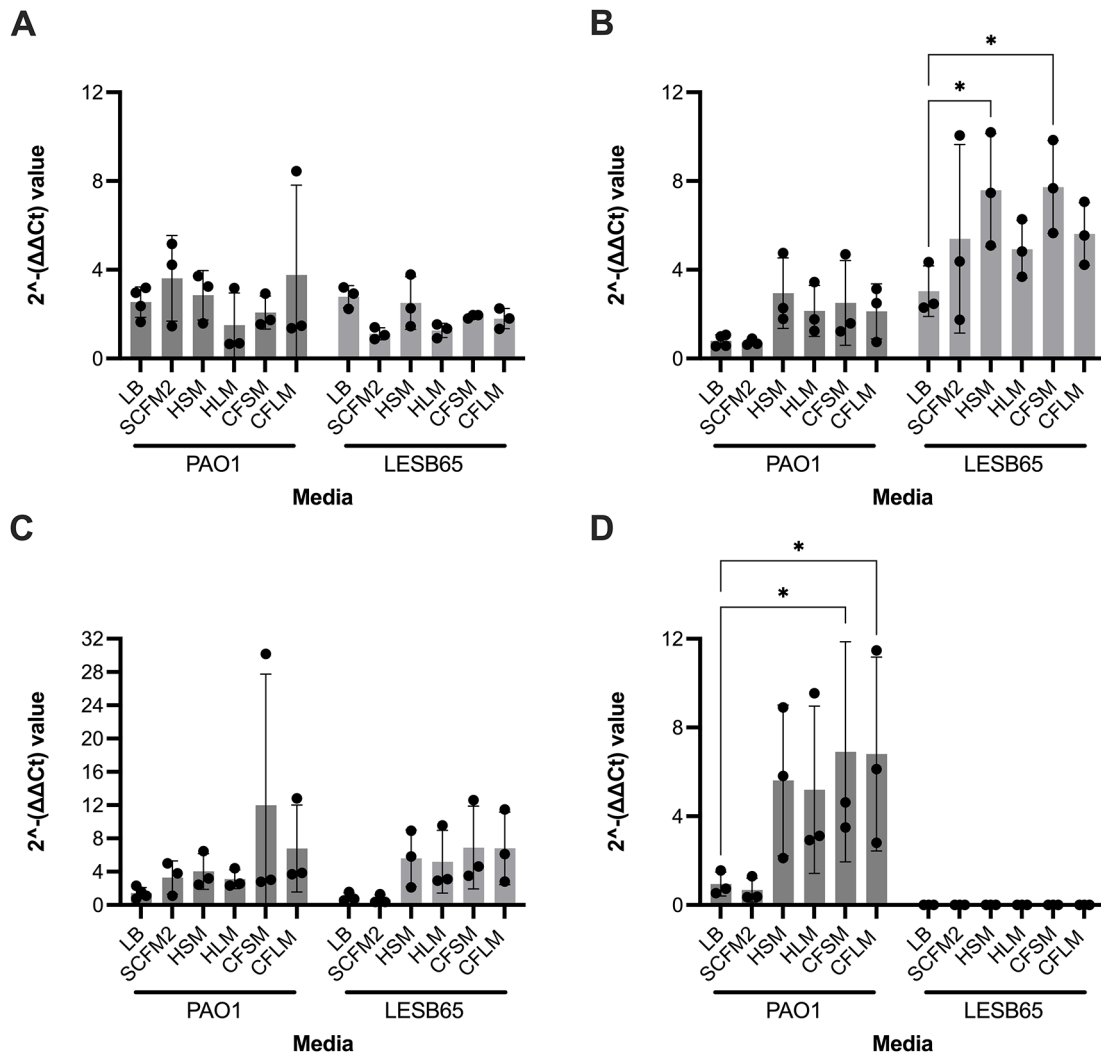 A
12
8
4
0
2^-(ΔΔCt) value
LB
SCFM2
HSM
HLM
CFSM
CFLM
LB
SCFM2
HSM
HLM
CFSM
CFLM
PAO1
LESB65
Media
B
*
*
12
8
4
0
2^-(ΔΔCt) value
LB
SCFM2
HSM
HLM
CFSM
CFLM
LB
SCFM2
HSM
HLM
CFSM
CFLM
PAO1
LESB65
Media
C
32
28
24
20
16
12
8
4
0
2^-(ΔΔCt) value
LB
SCFM2
HSM
HLM
CFSM
CFLM
LB
SCFM2
HSM
HLM
CFSM
CFLM
PAO1
LESB65
Media
D
*
*
12
8
4
0
2^-(ΔΔCt) value
LB
SCFM2
HSM
HLM
CFSM
CFLM
LB
SCFM2
HSM
HLM
CFSM
CFLM
PAO1
LESB65
Media